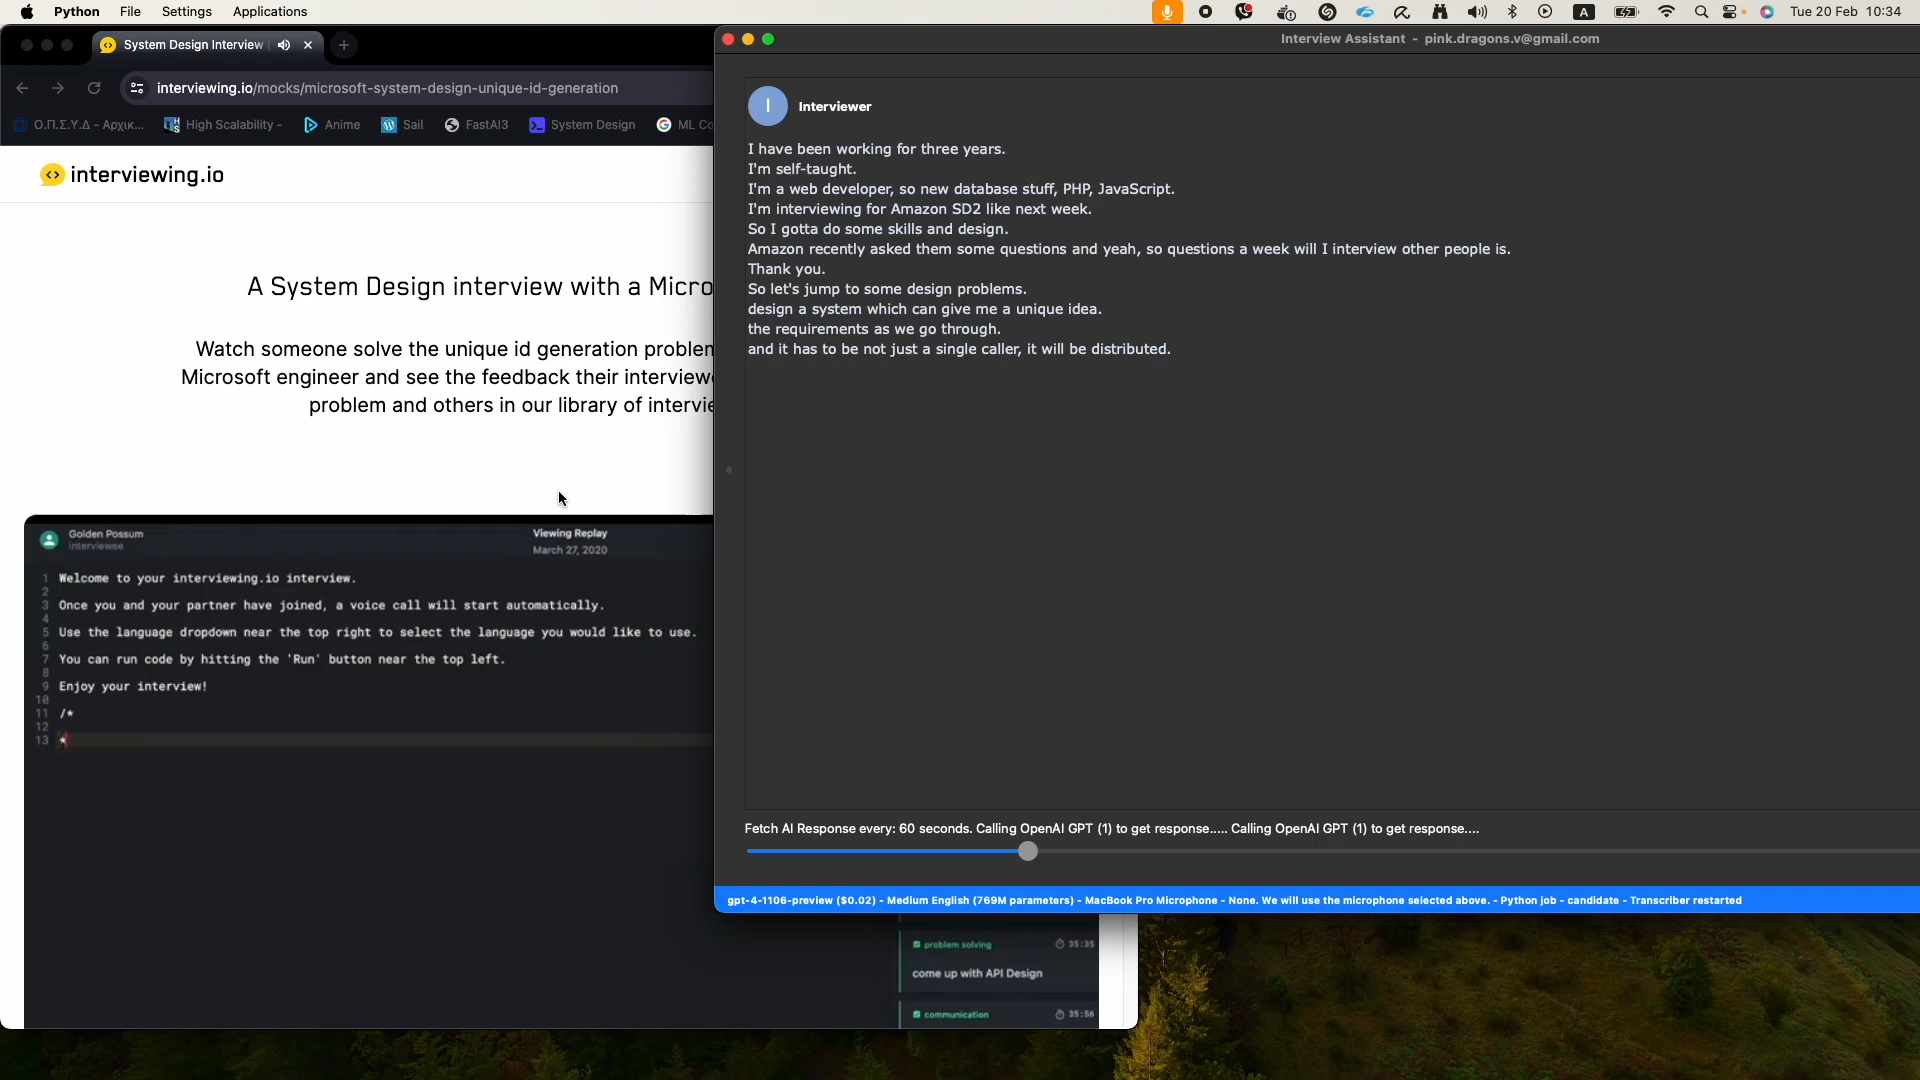 Python File Settings Applications
A
Tue 20 Feb 10:34
System Design Interview
interviewing.io/mocks/microsoft-system-design-unique-id-generation
Ο.Π.Σ.Υ.Δ - Αρχικ...
High Scalability -
Anime
Sail
FastAI3
System Design
ML Co
interviewing.io
A System Design interview with a Micro
Watch someone solve the unique id generation problem
Microsoft engineer and see the feedback their interviewe
problem and others in our library of intervie
Golden Possum
interviewee
Viewing Replay
March 27, 2020
1 Welcome to your interviewing.io interview.
2
3 Once you and your partner have joined, a voice call will start automatically.
4
5 Use the language dropdown near the top right to select the language you would like to use.
6
7 You can run code by hitting the 'Run' button near the top left.
8
9 Enjoy your interview!
10
11 /*
12
13 *
problem solving 35:35
come up with API Design
communication 35:56
Interview Assistant - pink.dragons.v@gmail.com
I Interviewer
I have been working for three years.
I'm self-taught.
I'm a web developer, so new database stuff, PHP, JavaScript.
I'm interviewing for Amazon SD2 like next week.
So I gotta do some skills and design.
Amazon recently asked them some questions and yeah, so questions a week will I interview other people is.
Thank you.
So let's jump to some design problems.
design a system which can give me a unique idea.
the requirements as we go through.
and it has to be not just a single caller, it will be distributed.
Fetch AI Response every: 60 seconds. Calling OpenAI GPT (1) to get response..... Calling OpenAI GPT (1) to get response....
gpt-4-1106-preview ($0.02) - Medium English (769M parameters) - MacBook Pro Microphone - None. We will use the microphone selected above. - Python job - candidate - Transcriber restarted